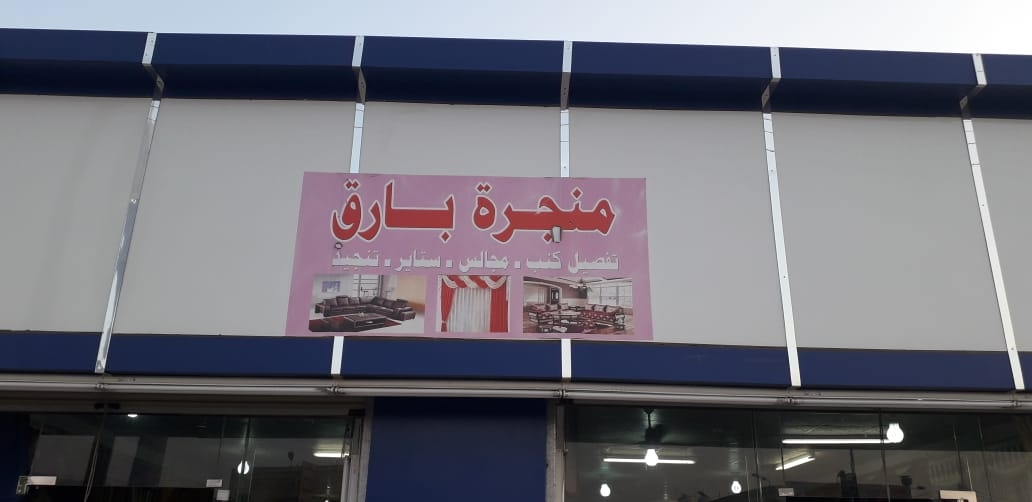 منجرة بارق
تفصيل كنب - مجالس - ستاير - تنجيد